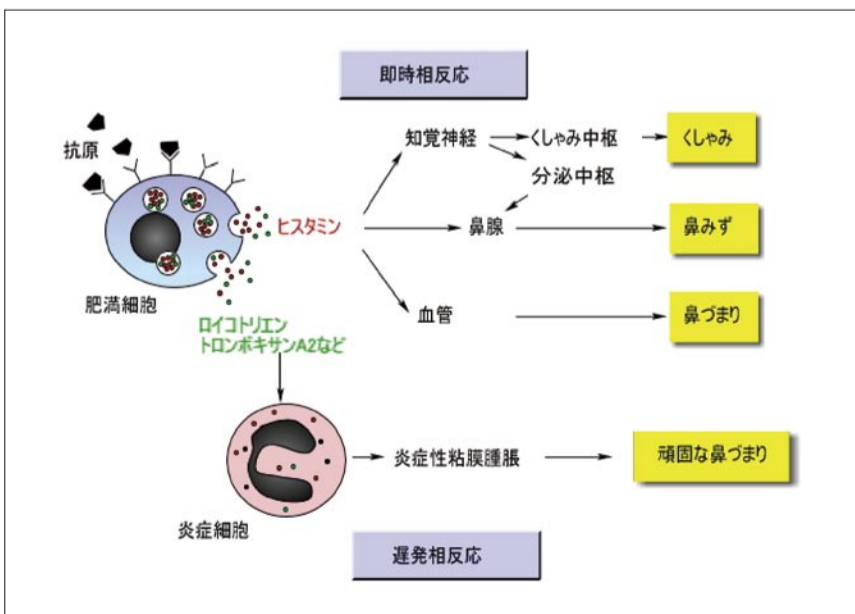 即時相反応
抗原
知覚神経
くしゃみ中枢
くしゃみ
分泌中枢
ヒスタミン
鼻腺
鼻みず
肥満細胞
血管
鼻づまり
ロイコトリエン
トロンボキサンA2など
炎症性粘膜腫脹
頑固な鼻づまり
炎症細胞
遅発相反応